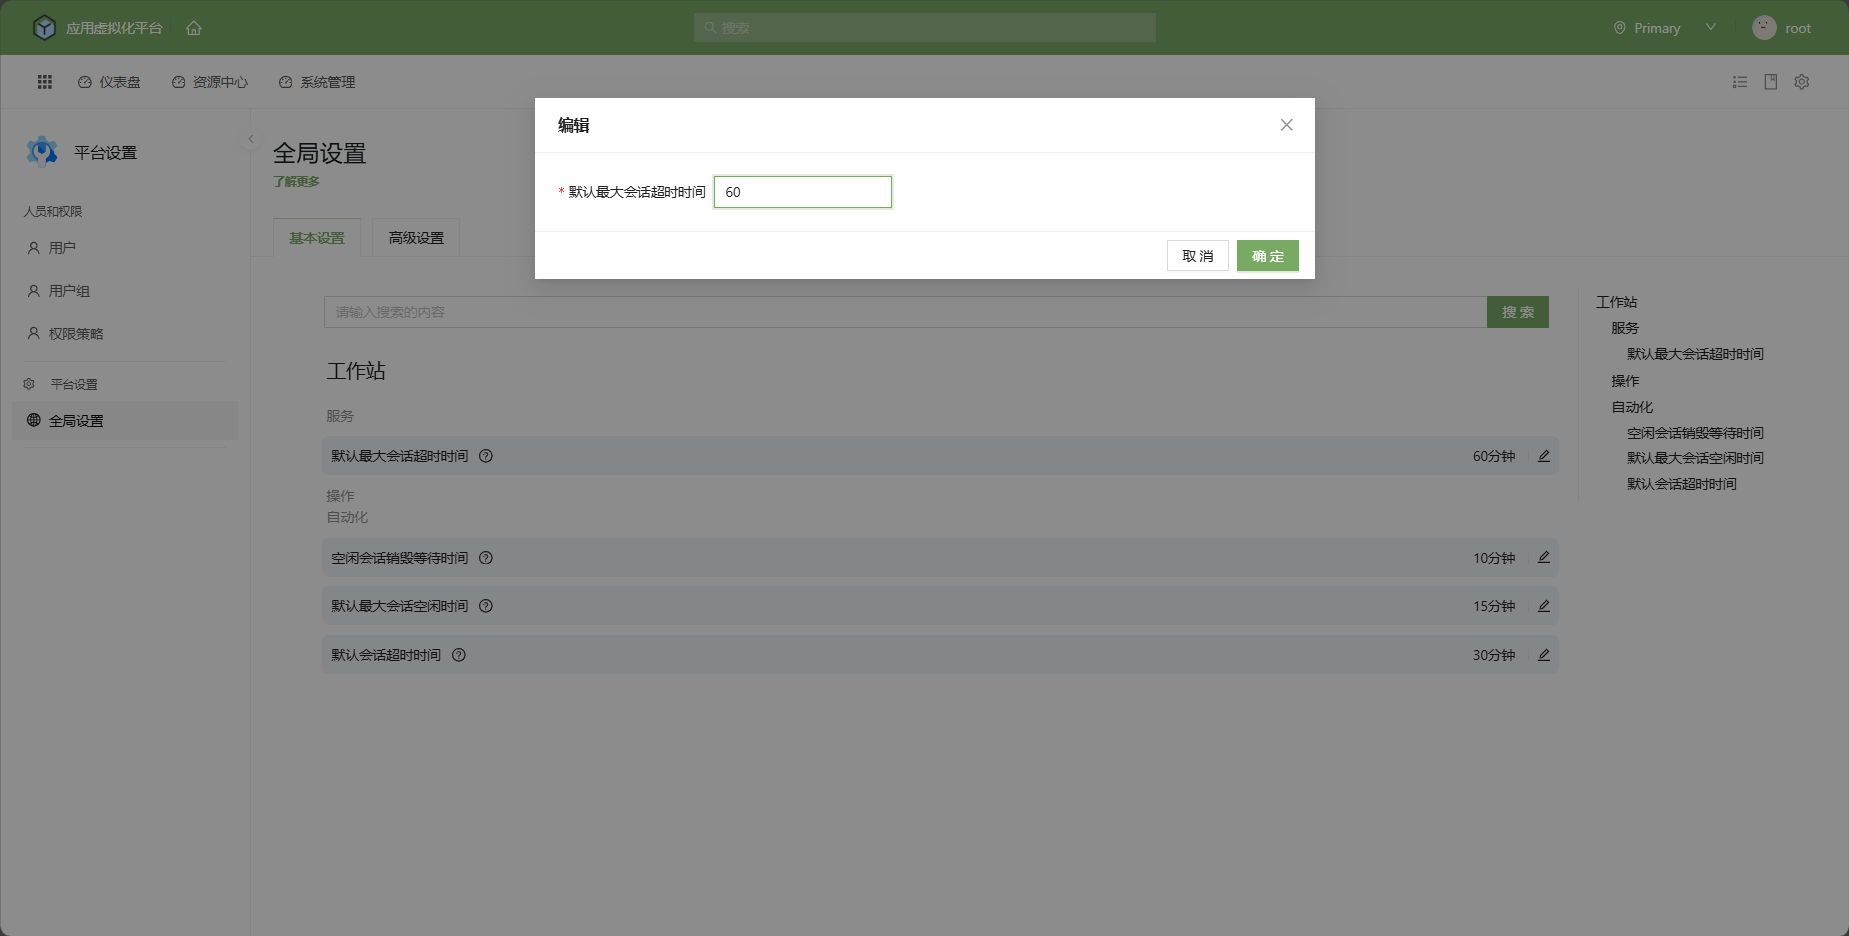 应用虚拟化平台
搜索
Primary
root
仪表盘
资源中心
系统管理
平台设置
人员和权限
用户
用户组
权限策略
平台设置
全局设置
全局设置
了解更多
基本设置
高级设置
编辑
* 默认最大会话超时时间 60
取 消
确 定
请输入搜索的内容
搜 索
工作站
服务
默认最大会话超时时间 60分钟
操作
自动化
空闲会话销毁等待时间 10分钟
默认最大会话空闲时间 15分钟
默认会话超时时间 30分钟
工作站
服务
默认最大会话超时时间
操作
自动化
空闲会话销毁等待时间
默认最大会话空闲时间
默认会话超时时间